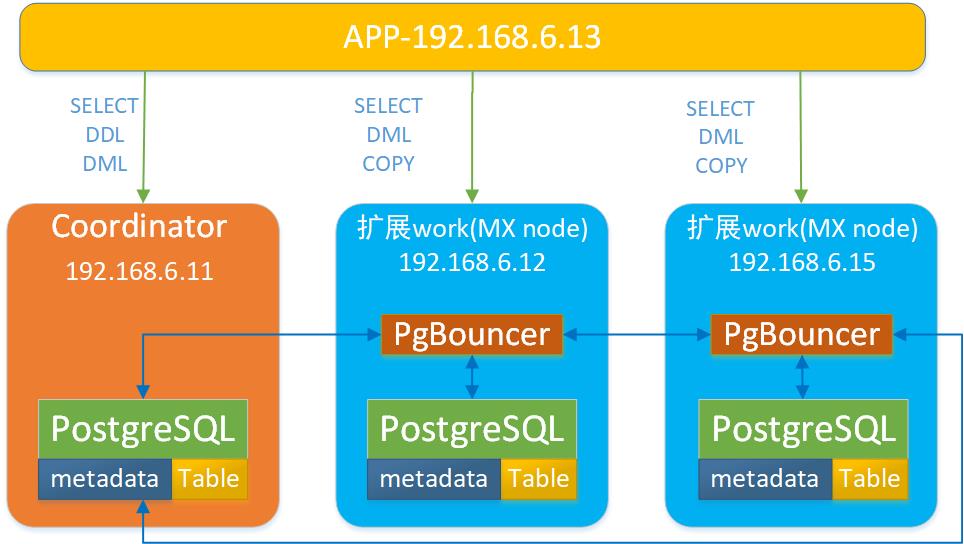 APP-192.168.6.13
SELECT
DDL
DML
SELECT
DML
COPY
SELECT
DML
COPY
Coordinator
192.168.6.11
扩展work(MX node)
192.168.6.12
扩展work(MX node)
192.168.6.15
PgBouncer
PgBouncer
PostgreSQL
metadata Table
PostgreSQL
metadata Table
PostgreSQL
metadata Table